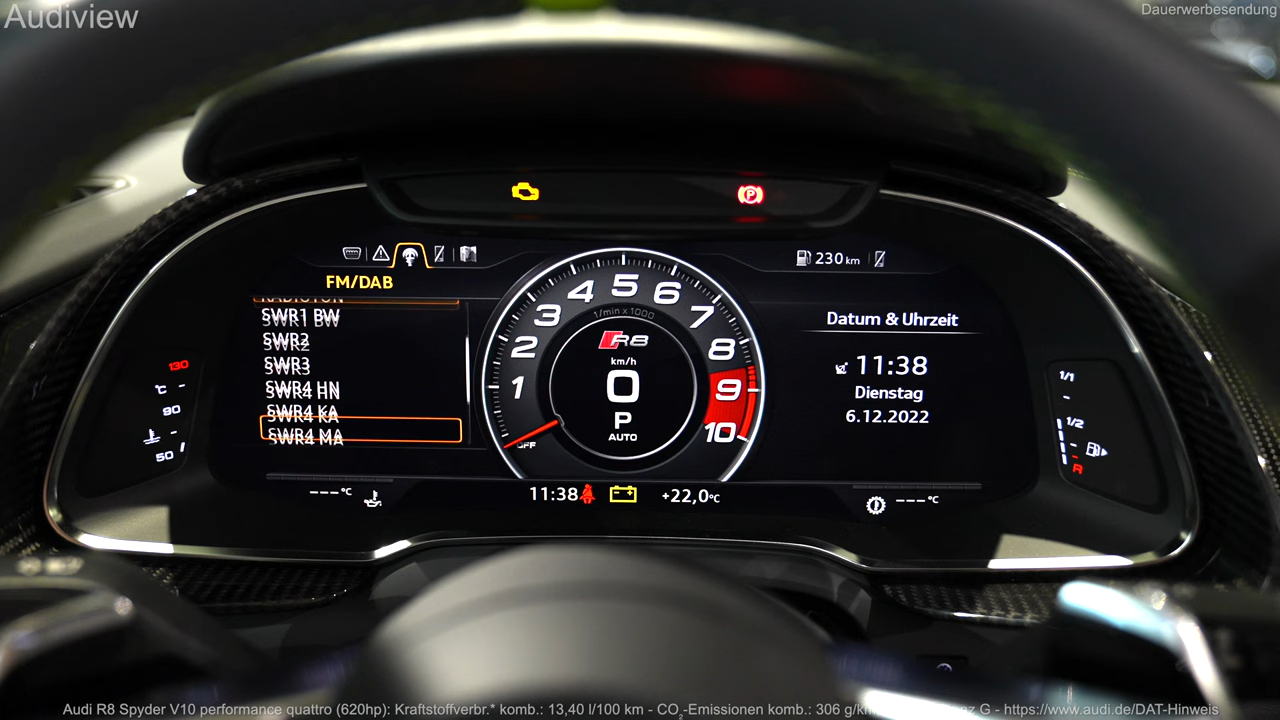 Audiview
Dauerwerbesendung
FM/DAB
230 km
SWR1 BW
SWR2
SWR3
SWR4 HN
SWR4 KA
SWR4 MA
1
2
3
4
5
6
7
8
9
10
1/min x 1000
R8
km/h
0
P
AUTO
OFF
Datum & Uhrzeit
11:38
Dienstag
6.12.2022
130
°C
90
50
1/1
1/2
R
---°C
11:38
+22,0°C
---°C
Audi R8 Spyder V10 performance quattro (620hp): Kraftstoffverbr.* komb.: 13,40 l/100 km - CO₂-Emissionen komb.: 306 g/km G - https://www.audi.de/DAT-Hinweis